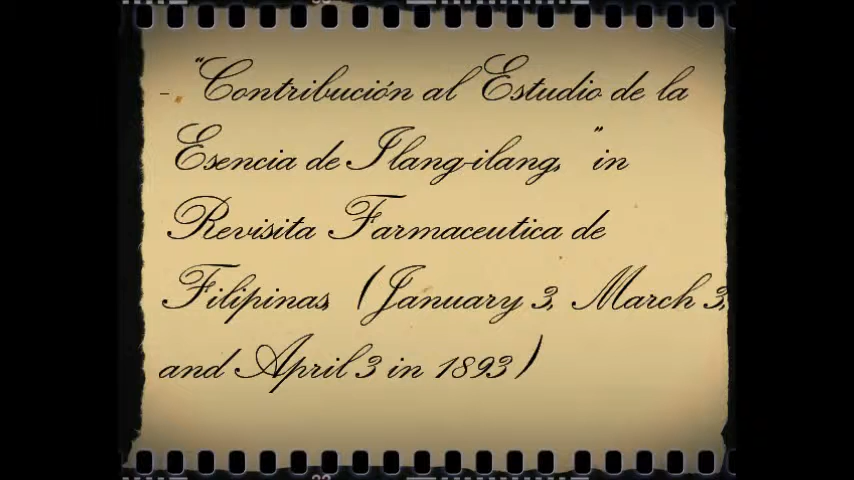 - "Contribución al Estudio de la
Esencia de Ilang-ilang, " in
Revisita Farmaceutica de
Filipinas, (January 3, March 3,
and April 3 in 1893)